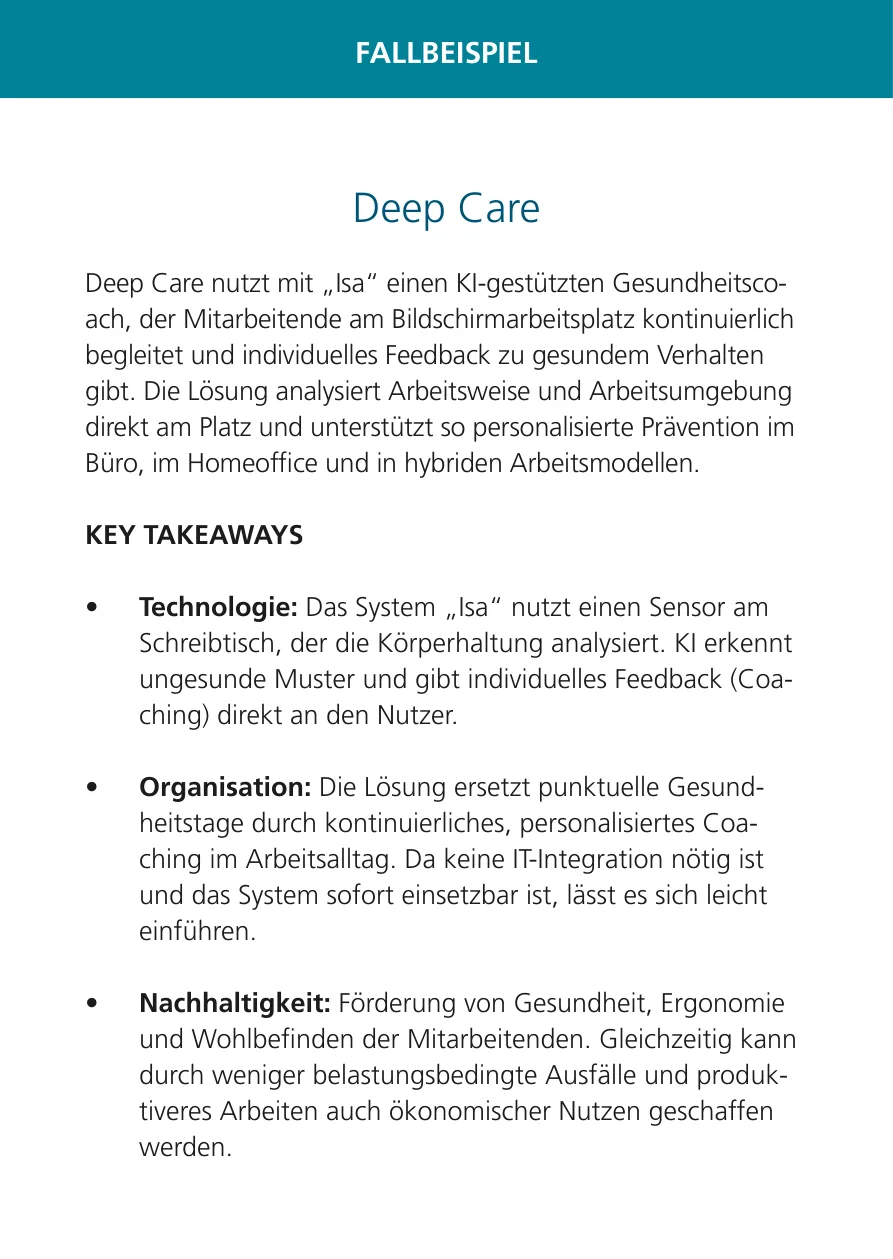 FALLBEISPIEL
Deep Care
Deep Care nutzt mit „Isa“ einen KI-gestützten Gesundheitsco-
ach, der Mitarbeitende am Bildschirmarbeitsplatz kontinuierlich
begleitet und individuelles Feedback zu gesundem Verhalten
gibt. Die Lösung analysiert Arbeitsweise und Arbeitsumgebung
direkt am Platz und unterstützt so personalisierte Prävention im
Büro, im Homeoffice und in hybriden Arbeitsmodellen.
KEY TAKEAWAYS
• Technologie: Das System „Isa“ nutzt einen Sensor am
Schreibtisch, der die Körperhaltung analysiert. KI erkennt
ungesunde Muster und gibt individuelles Feedback (Coa-
ching) direkt an den Nutzer.
• Organisation: Die Lösung ersetzt punktuelle Gesund-
heitstage durch kontinuierliches, personalisiertes Coa-
ching im Arbeitsalltag. Da keine IT-Integration nötig ist
und das System sofort einsetzbar ist, lässt es sich leicht
einführen.
• Nachhaltigkeit: Förderung von Gesundheit, Ergonomie
und Wohlbefinden der Mitarbeitenden. Gleichzeitig kann
durch weniger belastungsbedingte Ausfälle und produk-
tiveres Arbeiten auch ökonomischer Nutzen geschaffen
werden.